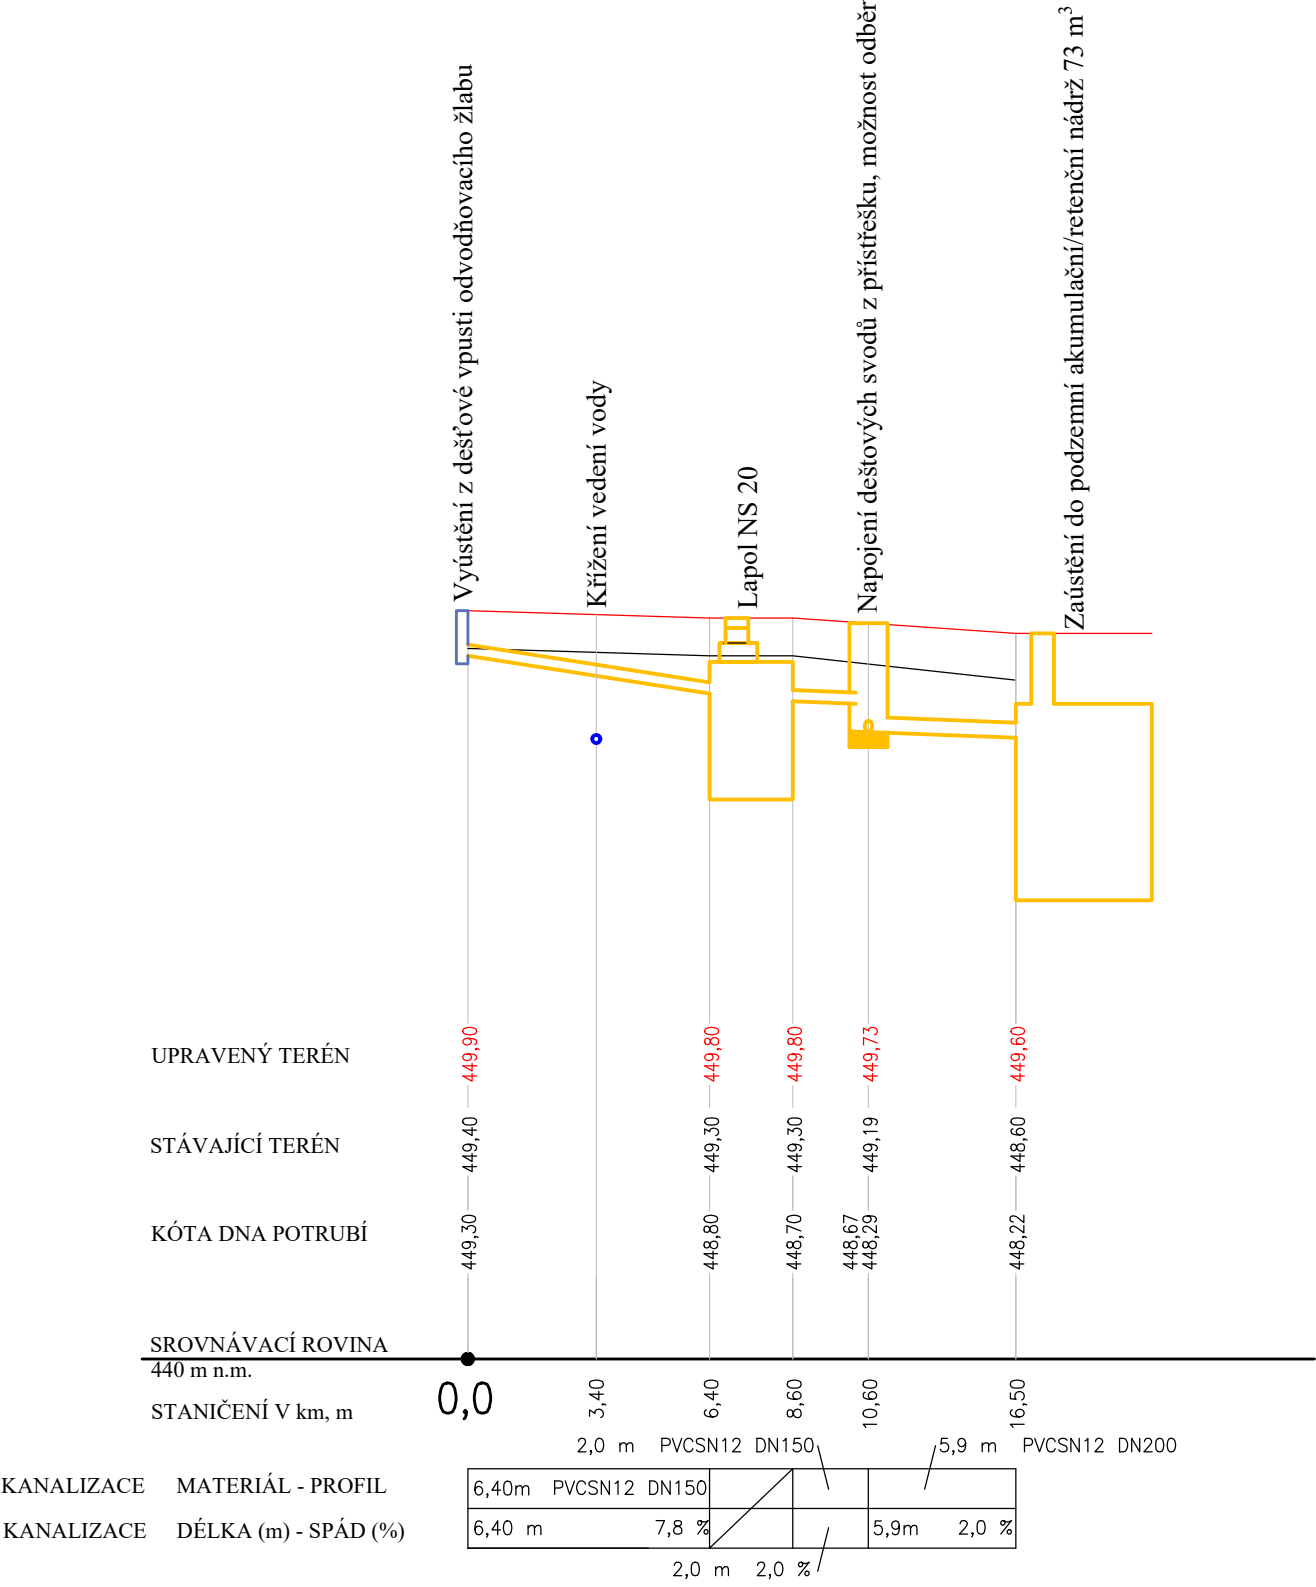 Vyústění z dešťové vpusti odvodňovacího žlabu
Křížení vedení vody
Lapol NS 20
Napojení deštových svodů z přístřešku, možnost odběr
Zaústění do podzemní akumulační/retenční nádrž 73 m³
UPRAVENÝ TERÉN 449,90 449,80 449,80 449,73 449,60
STÁVAJÍCÍ TERÉN 449,40 449,30 449,30 449,19 448,60
KÓTA DNA POTRUBÍ 449,30 448,80 448,70 448,67 448,29 448,22
SROVNÁVACÍ ROVINA
440 m n.m.
STANIČENÍ V km, m 0,0 3,40 6,40 8,60 10,60 16,50
2,0 m PVCSN12 DN150 5,9 m PVCSN12 DN200
KANALIZACE MATERIÁL - PROFIL 6,40m PVCSN12 DN150
KANALIZACE DÉLKA (m) - SPÁD (%) 6,40 m 7,8 % 5,9m 2,0 %
2,0 m 2,0 %